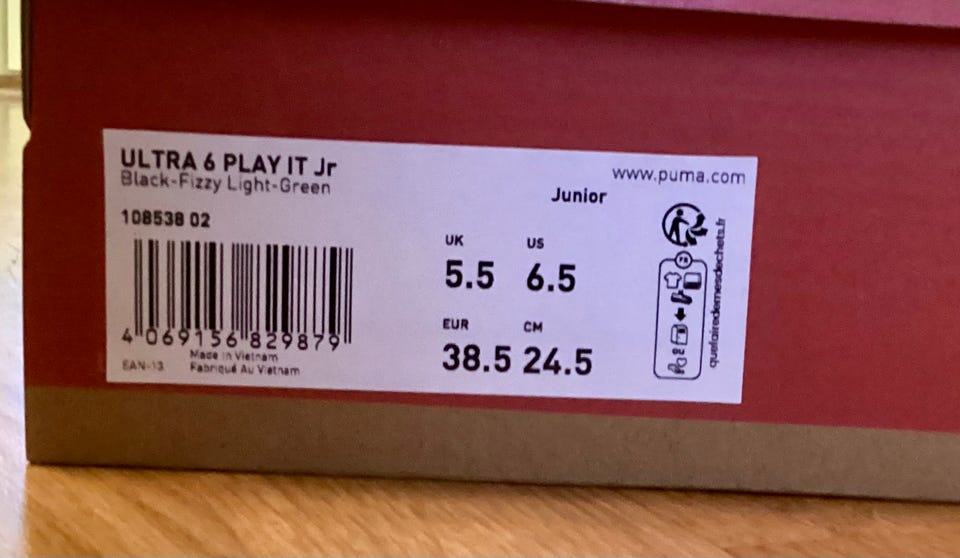 ULTRA 6 PLAY IT Jr
Black-Fizzy Light-Green
www.puma.com
Junior
108538 02
UK US
5.5 6.5
EUR CM
38.5 24.5
4 069156 829879
EAN-13
Made in Vietnam
Fabriqué Au Vietnam
FR
quefairedemesdechets.fr